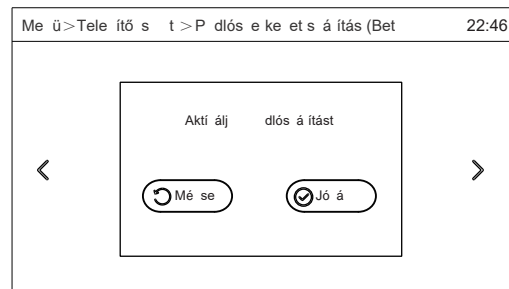 Me ü>Tele ítő s t >P dlós e ke et s á ítás (Bet 22:46
Aktí álj dlós á ítást
Mé se Jó á